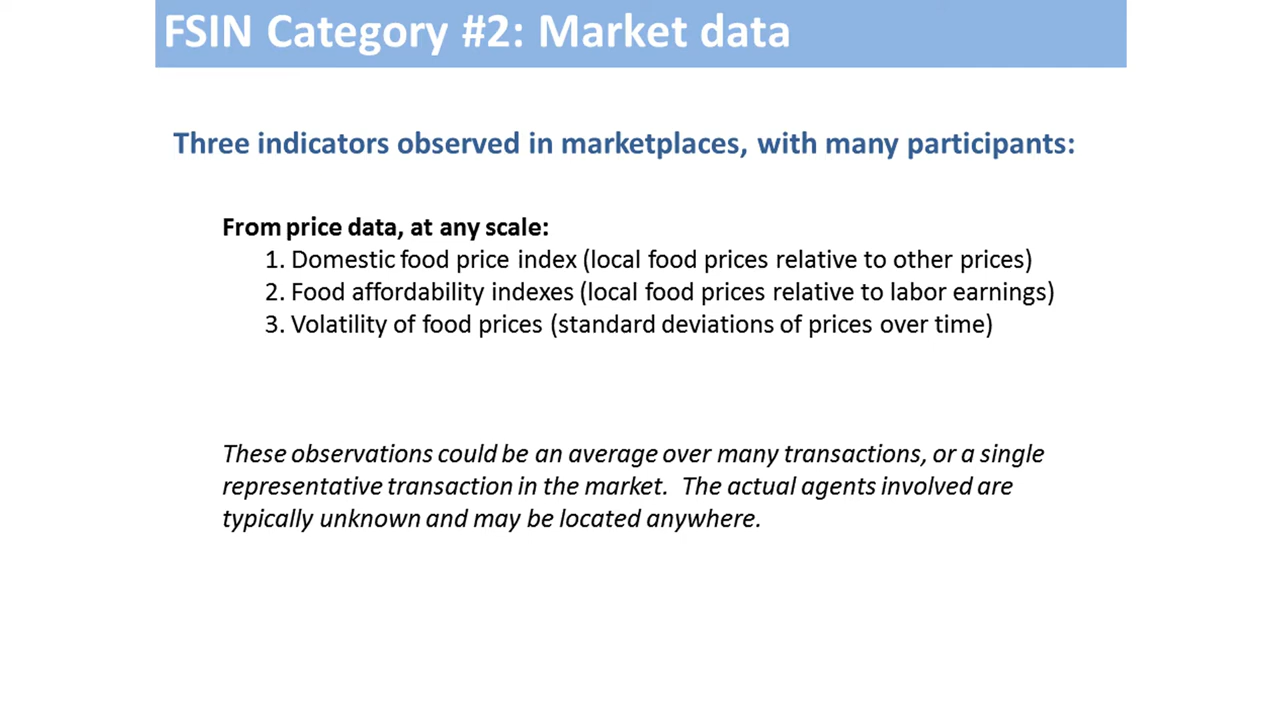 FSIN Category #2: Market data
Three indicators observed in marketplaces, with many participants:
From price data, at any scale:
1. Domestic food price index (local food prices relative to other prices)
2. Food affordability indexes (local food prices relative to labor earnings)
3. Volatility of food prices (standard deviations of prices over time)
These observations could be an average over many transactions, or a single
representative transaction in the market.  The actual agents involved are
typically unknown and may be located anywhere.